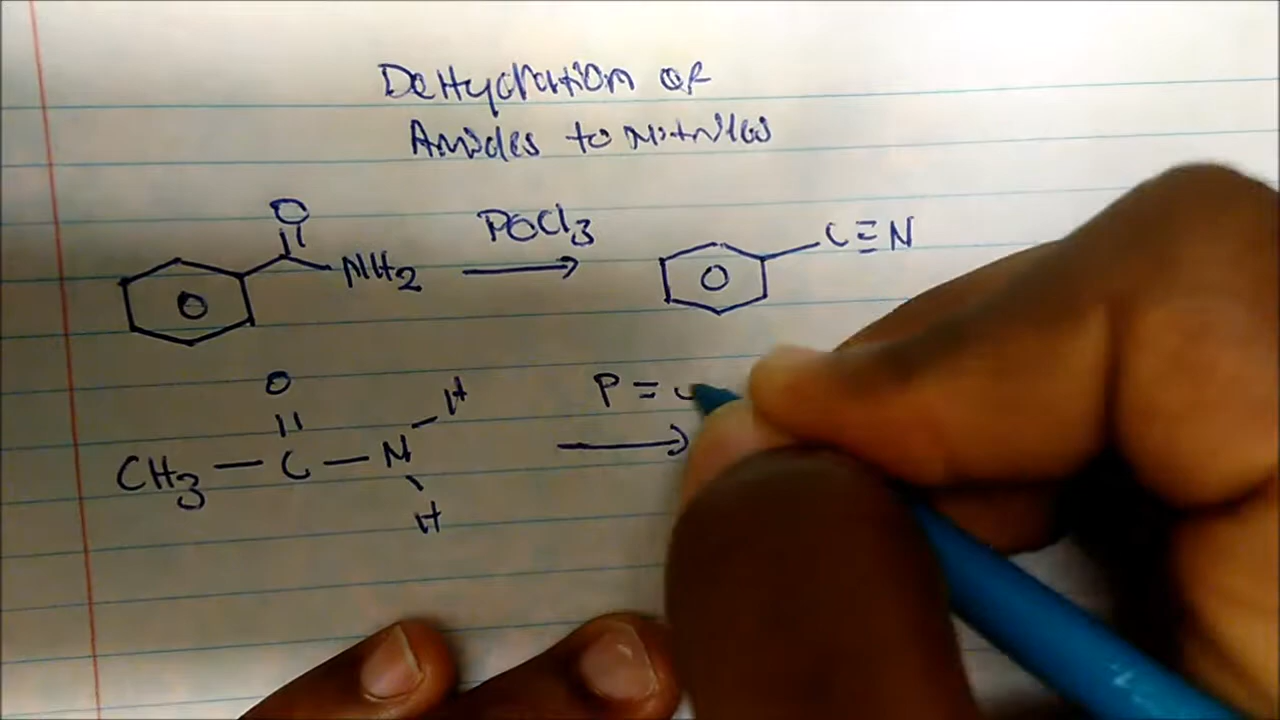 DeHydration of
Amides to Nitriles
O
NH2 POCl3 C≡N
O
O
O H
P=
CH3 — C — N
H